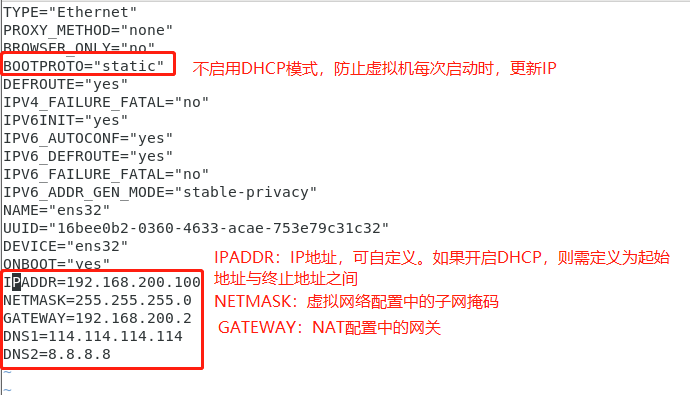 TYPE="Ethernet"
PROXY_METHOD="none"
BROWSER_ONLY="no"
BOOTPROTO="static"
不启用DHCP模式，防止虚拟机每次启动时，更新IP
DEFROUTE="yes"
IPV4_FAILURE_FATAL="no"
IPV6INIT="yes"
IPV6_AUTOCONF="yes"
IPV6_DEFROUTE="yes"
IPV6_FAILURE_FATAL="no"
IPV6_ADDR_GEN_MODE="stable-privacy"
NAME="ens32"
UUID="16bee0b2-0360-4633-acae-753e79c31c32"
DEVICE="ens32"
ONBOOT="yes"
IPADDR=192.168.200.100
NETMASK=255.255.255.0
GATEWAY=192.168.200.2
DNS1=114.114.114.114
DNS2=8.8.8.8
~
~
IPADDR：IP地址，可自定义。如果开启DHCP，则需定义为起始
地址与终止地址之间
NETMASK：虚拟网络配置中的子网掩码
GATEWAY：NAT配置中的网关